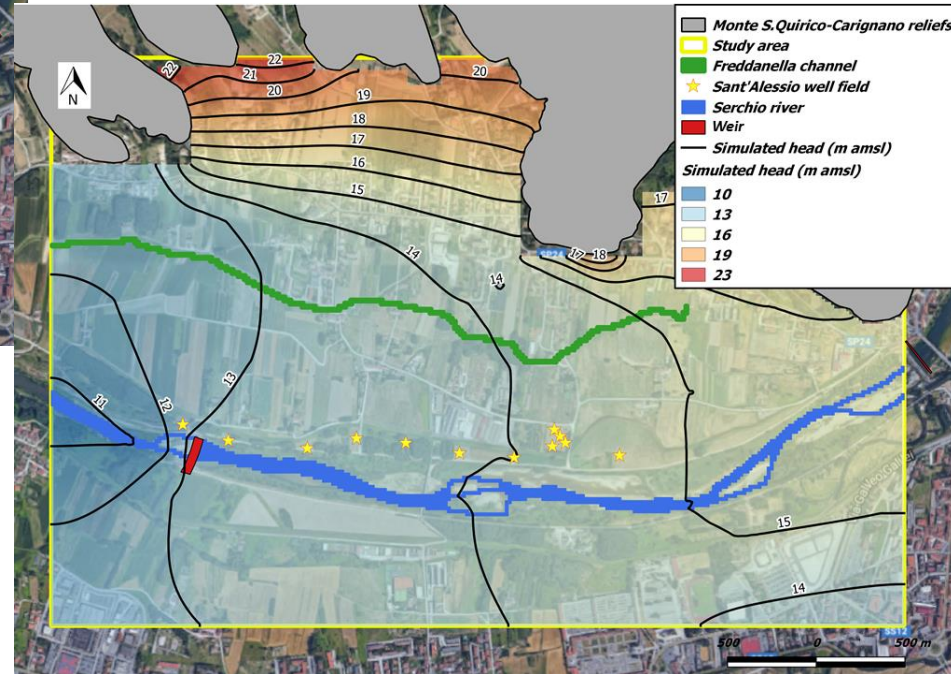 Monte S.Quirico-Carignano reliefs
Study area
Freddanella channel
Sant'Alessio well field
Serchio river
Weir
Simulated head (m amsl)
Simulated head (m amsl)
10
13
16
19
23
N
22
22
21
20
20
19
18
17
16
15
17
17
18
SP24
14
14
SP24
13
12
11
15
14
SS12
500
0
500 m